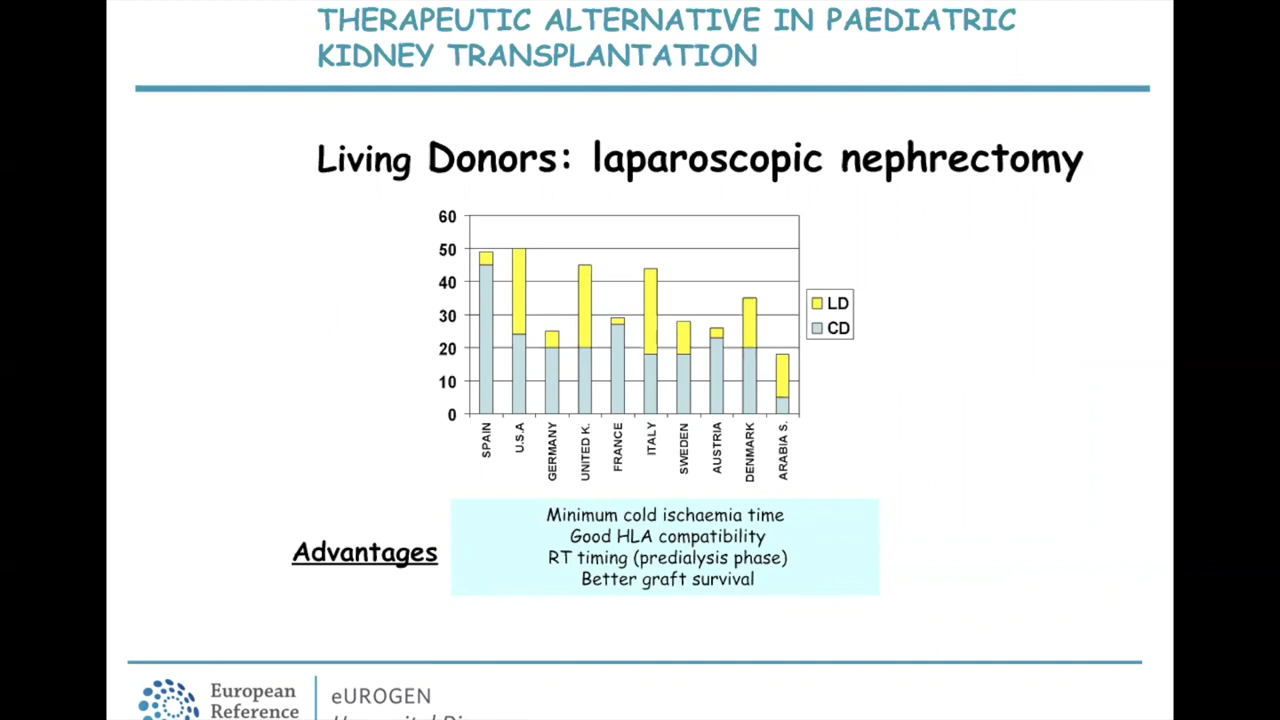 THERAPEUTIC ALTERNATIVE IN PAEDIATRIC
KIDNEY TRANSPLANTATION
Living Donors: laparoscopic nephrectomy
60
50
40
30
20
10
0
SPAIN
U.S.A
GERMANY
UNITED K.
FRANCE
ITALY
SWEDEN
AUSTRIA
DENMARK
ARABIA S.
LD
CD
Advantages
Minimum cold ischaemia time
Good HLA compatibility
RT timing (predialysis phase)
Better graft survival
European
Reference
eUROGEN